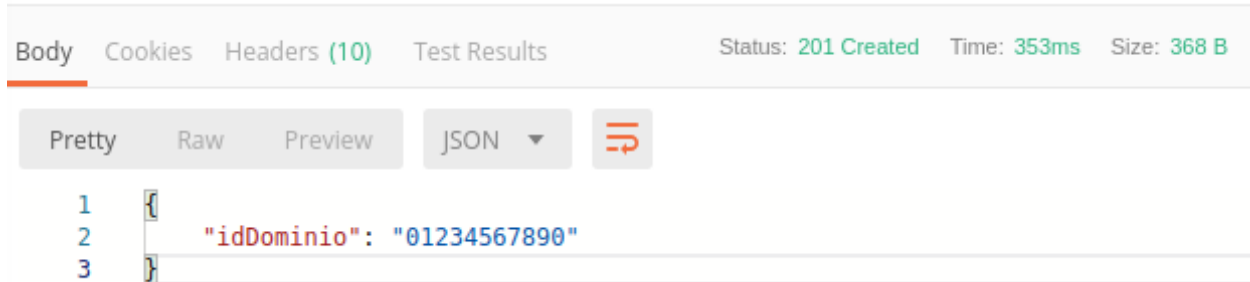 Body Cookies Headers (10) Test Results Status: 201 Created Time: 353ms Size: 368 B
Pretty Raw Preview JSON
1 {
2 "idDominio": "01234567890"
3 }